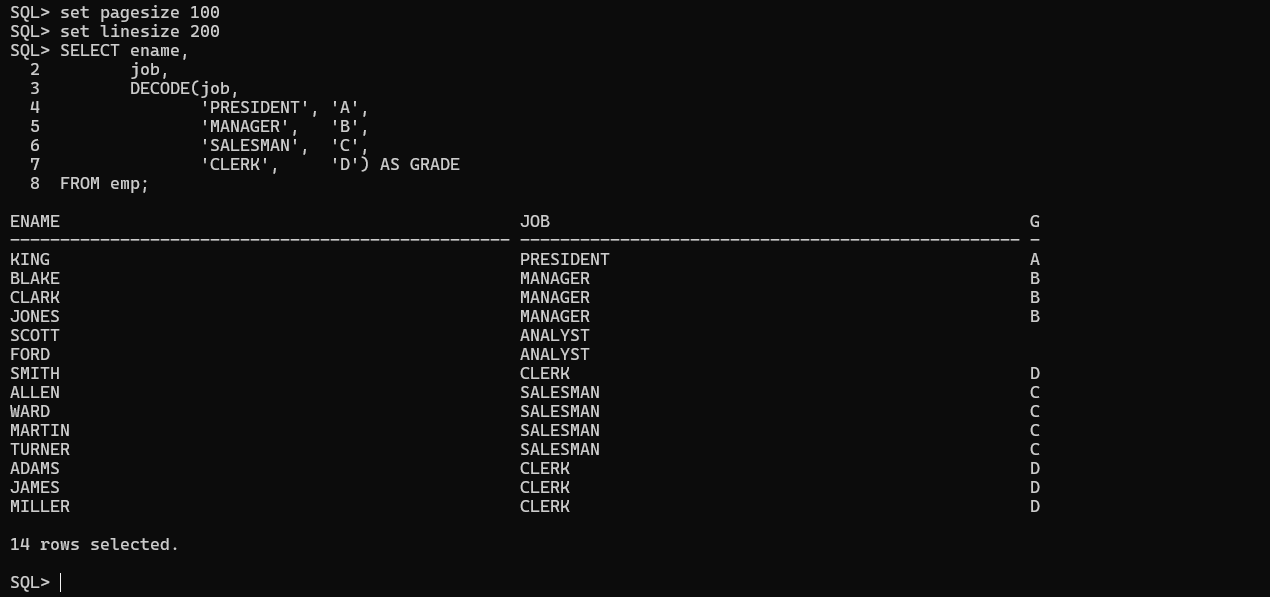 SQL> set pagesize 100
SQL> set linesize 200
SQL> SELECT ename,
  2         job,
  3         DECODE(job,
  4                'PRESIDENT', 'A',
  5                'MANAGER',   'B',
  6                'SALESMAN',  'C',
  7                'CLERK',     'D') AS GRADE
  8  FROM emp;

ENAME                                              JOB                                                G
-------------------------------------------------- -------------------------------------------------- -
KING                                               PRESIDENT                                          A
BLAKE                                              MANAGER                                            B
CLARK                                              MANAGER                                            B
JONES                                              MANAGER                                            B
SCOTT                                              ANALYST
FORD                                               ANALYST
SMITH                                              CLERK                                              D
ALLEN                                              SALESMAN                                           C
WARD                                               SALESMAN                                           C
MARTIN                                             SALESMAN                                           C
TURNER                                             SALESMAN                                           C
ADAMS                                              CLERK                                              D
JAMES                                              CLERK                                              D
MILLER                                             CLERK                                              D

14 rows selected.

SQL>